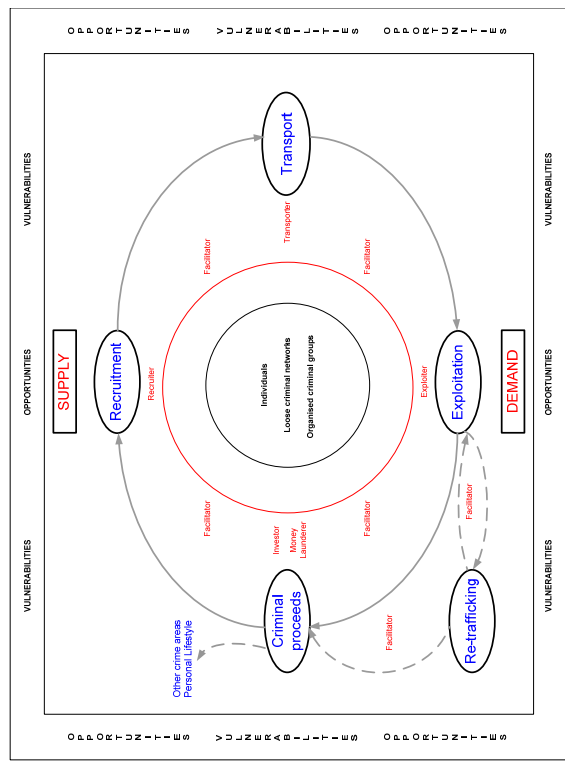 VULNERABILITIES OPPORTUNITIES VULNERABILITIES
OPPORTUNITIES
VULNERABILITIES
OPPORTUNITIES
SUPPLY
Recruitment
Recruiter
Other crime areas
Personal Lifestyle
Facilitator
Facilitator
Criminal
proceeds
Investor
Money
Launderer
Individuals
Loose criminal networks
Organised criminal groups
Transporter
Transport
Facilitator
Facilitator
Facilitator
Exploiter
Re-trafficking
Facilitator
Exploitation
DEMAND
OPPORTUNITIES
VULNERABILITIES
OPPORTUNITIES
VULNERABILITIES OPPORTUNITIES VULNERABILITIES